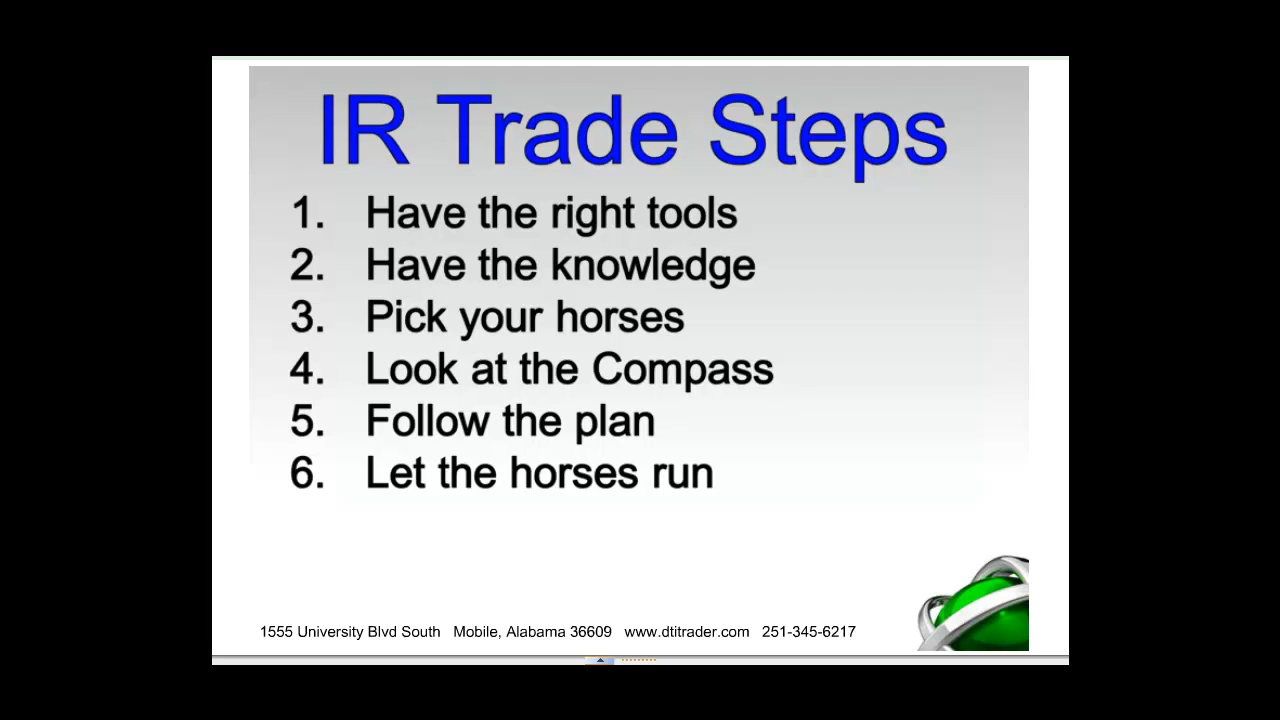 IR Trade Steps
1. Have the right tools
2. Have the knowledge
3. Pick your horses
4. Look at the Compass
5. Follow the plan
6. Let the horses run
1555 University Blvd South Mobile, Alabama 36609 www.dtitrader.com 251-345-6217